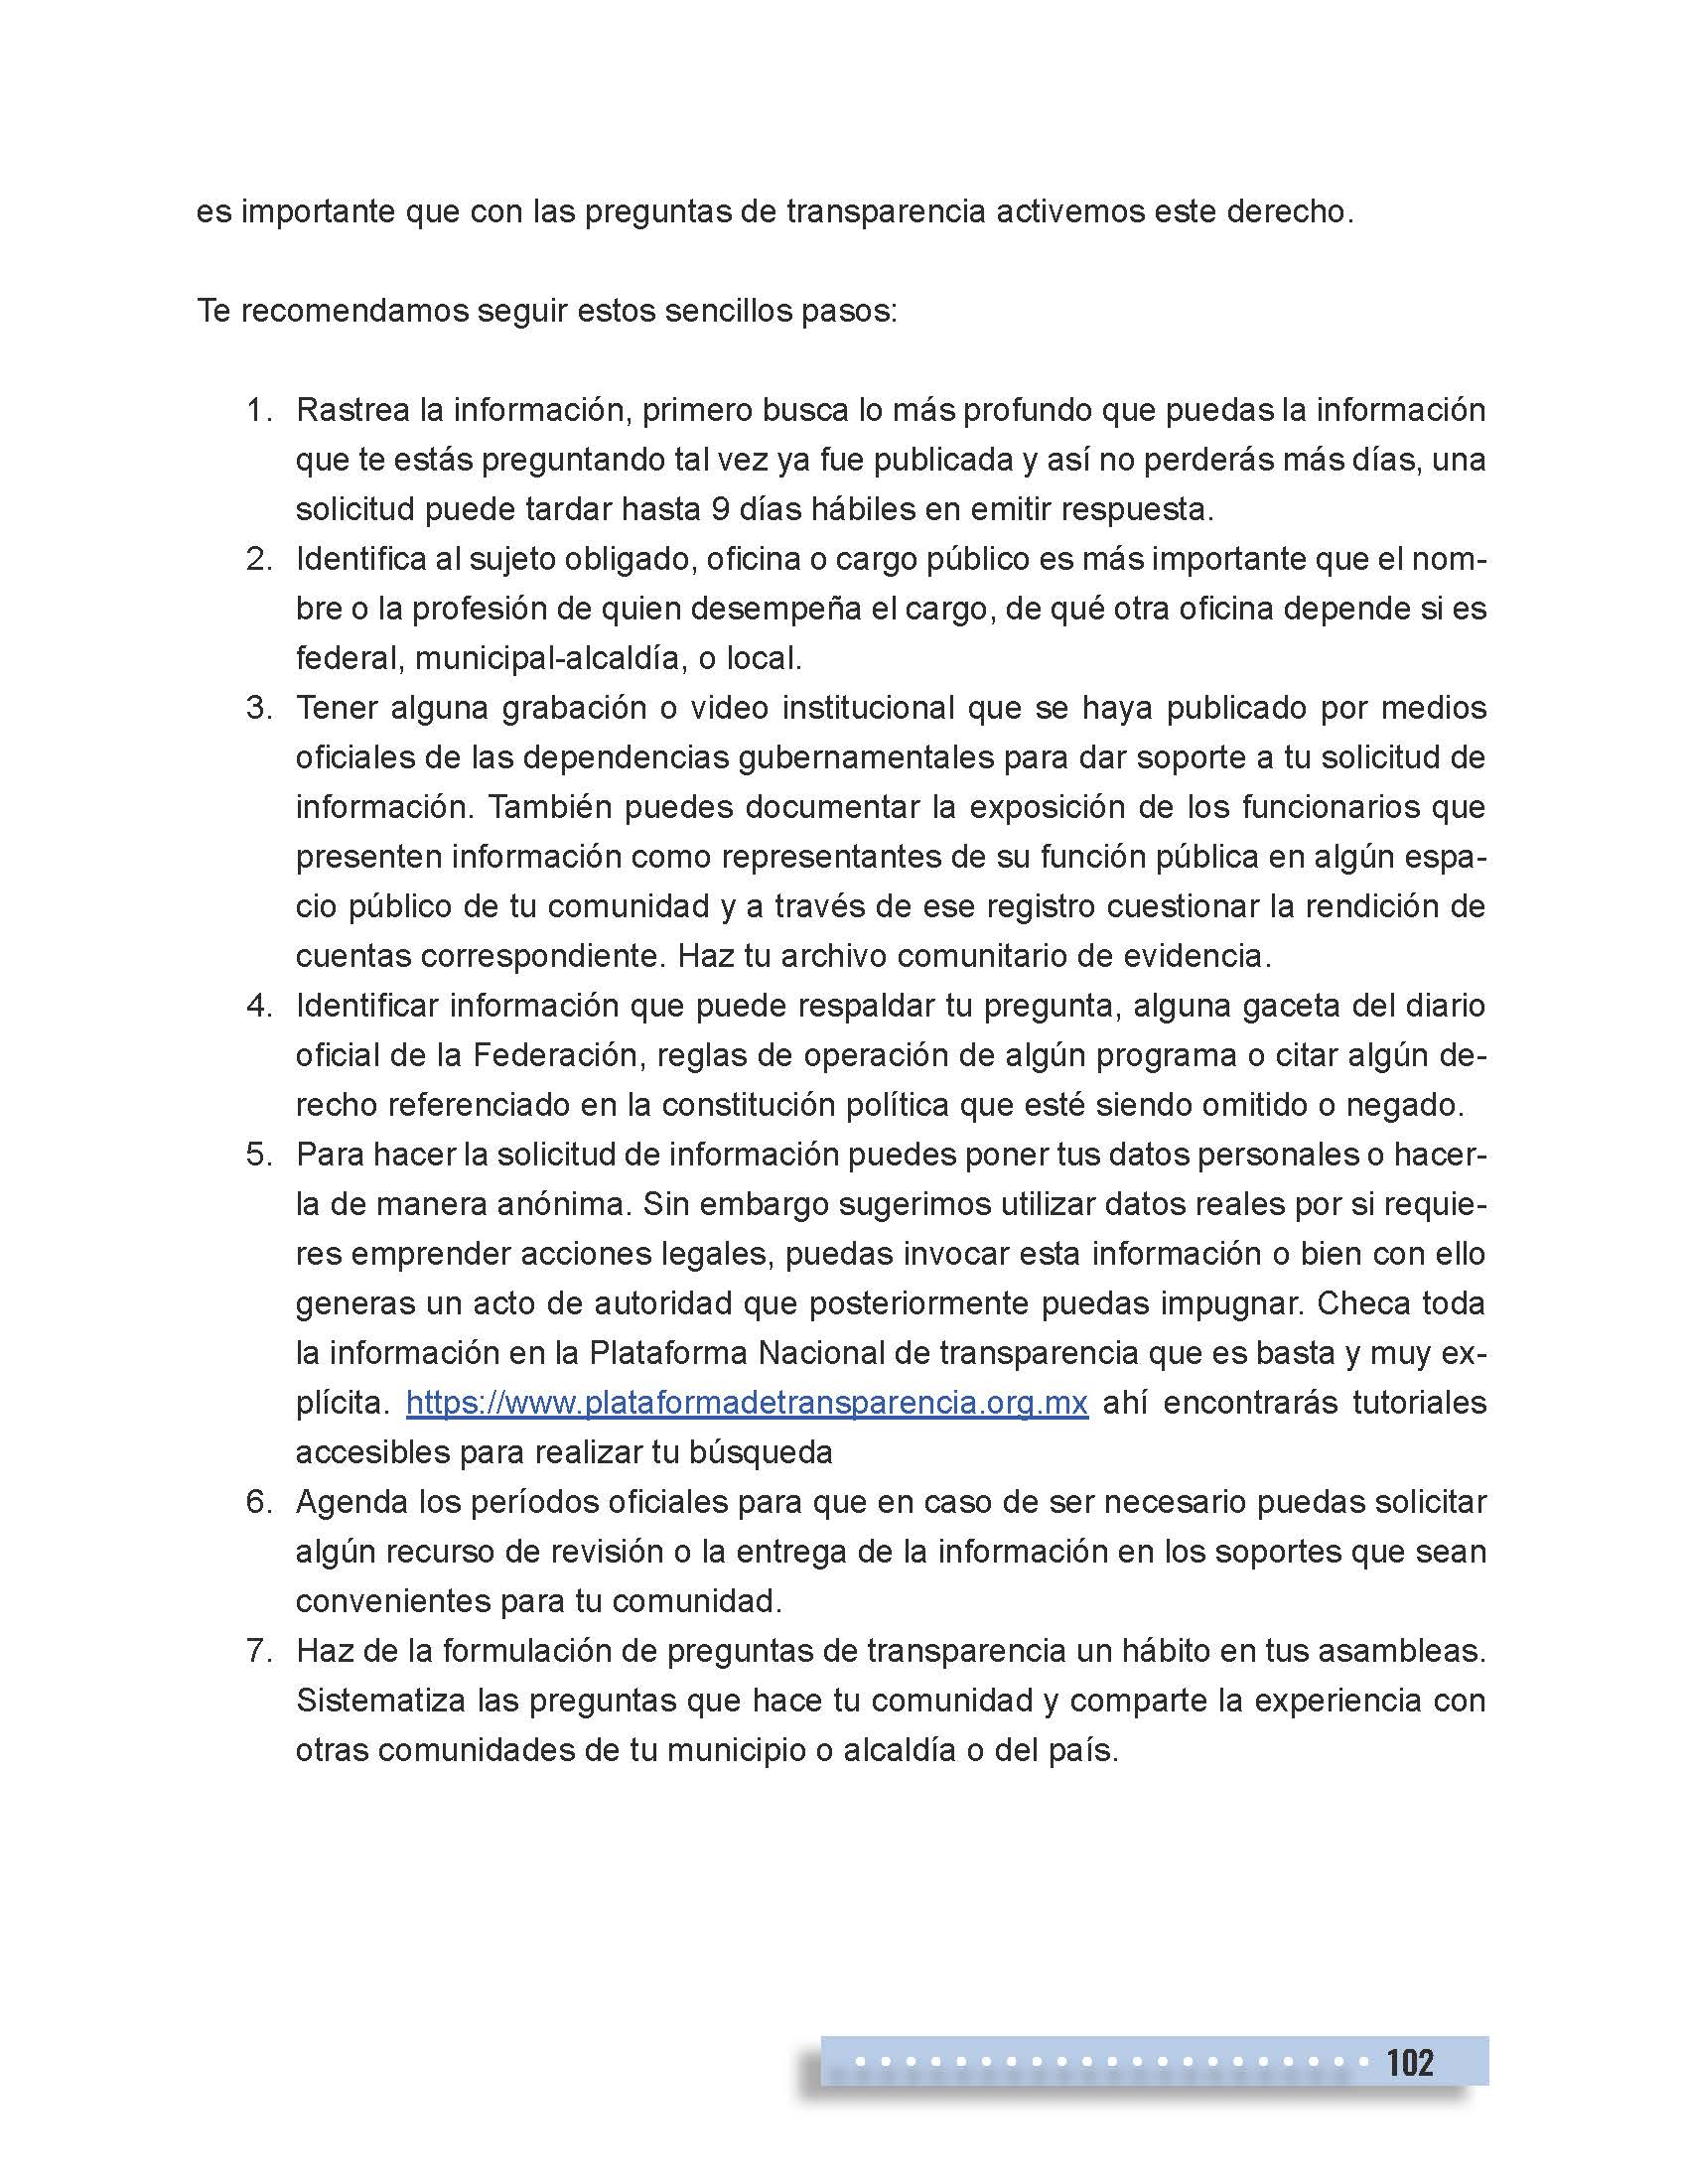 es importante que con las preguntas de transparencia activemos este derecho.
Te recomendamos seguir estos sencillos pasos:
1. Rastrea la información, primero busca lo más profundo que puedas la información
que te estás preguntando tal vez ya fue publicada y así no perderás más días, una
solicitud puede tardar hasta 9 días hábiles en emitir respuesta.
2. Identifica al sujeto obligado, oficina o cargo público es más importante que el nom-
bre o la profesión de quien desempeña el cargo, de qué otra oficina depende si es
federal, municipal-alcaldía, o local.
3. Tener alguna grabación o video institucional que se haya publicado por medios
oficiales de las dependencias gubernamentales para dar soporte a tu solicitud de
información. También puedes documentar la exposición de los funcionarios que
presenten información como representantes de su función pública en algún espa-
cio público de tu comunidad y a través de ese registro cuestionar la rendición de
cuentas correspondiente. Haz tu archivo comunitario de evidencia.
4. Identificar información que puede respaldar tu pregunta, alguna gaceta del diario
oficial de la Federación, reglas de operación de algún programa o citar algún de-
recho referenciado en la constitución política que esté siendo omitido o negado.
5. Para hacer la solicitud de información puedes poner tus datos personales o hacer-
la de manera anónima. Sin embargo sugerimos utilizar datos reales por si requie-
res emprender acciones legales, puedas invocar esta información o bien con ello
generas un acto de autoridad que posteriormente puedas impugnar. Checa toda
la información en la Plataforma Nacional de transparencia que es basta y muy ex-
plícita. https://www.plataformadetransparencia.org.mx ahí encontrarás tutoriales
accesibles para realizar tu búsqueda
6. Agenda los períodos oficiales para que en caso de ser necesario puedas solicitar
algún recurso de revisión o la entrega de la información en los soportes que sean
convenientes para tu comunidad.
7. Haz de la formulación de preguntas de transparencia un hábito en tus asambleas.
Sistematiza las preguntas que hace tu comunidad y comparte la experiencia con
otras comunidades de tu municipio o alcaldía o del país.
102